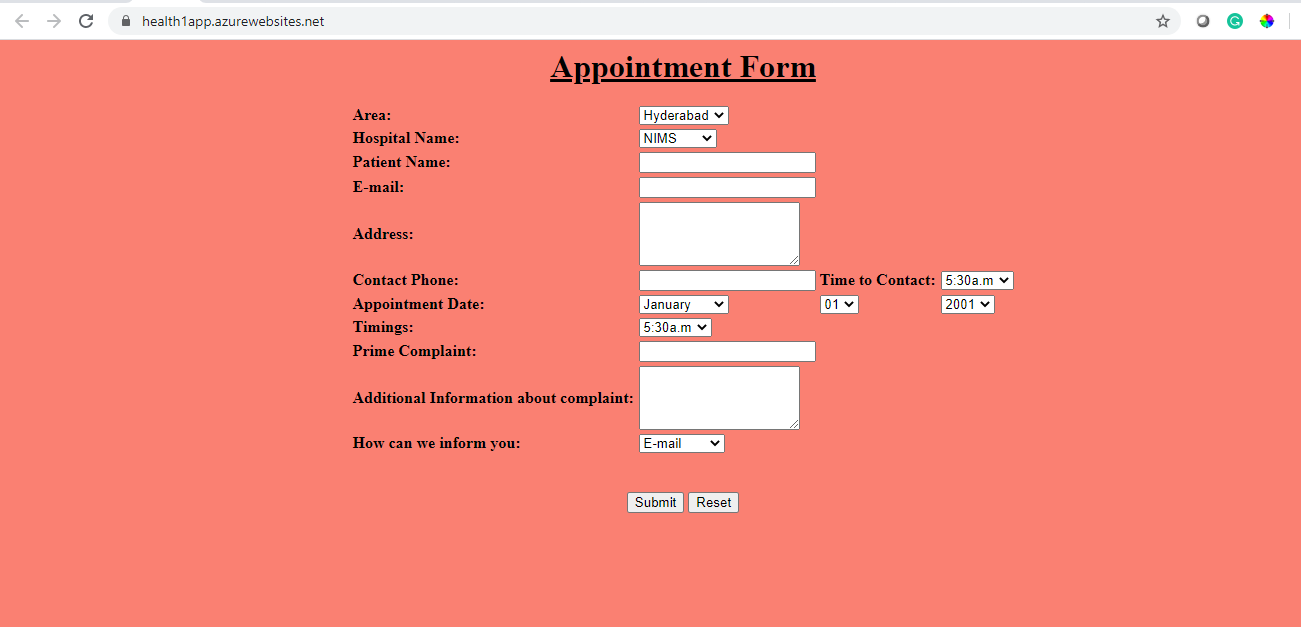 health1app.azurewebsites.net
Appointment Form
Area: Hyderabad
Hospital Name: NIMS
Patient Name:
E-mail:
Address:
Contact Phone: Time to Contact: 5:30a.m
Appointment Date: January 01 2001
Timings: 5:30a.m
Prime Complaint:
Additional Information about complaint:
How can we inform you: E-mail
Submit Reset